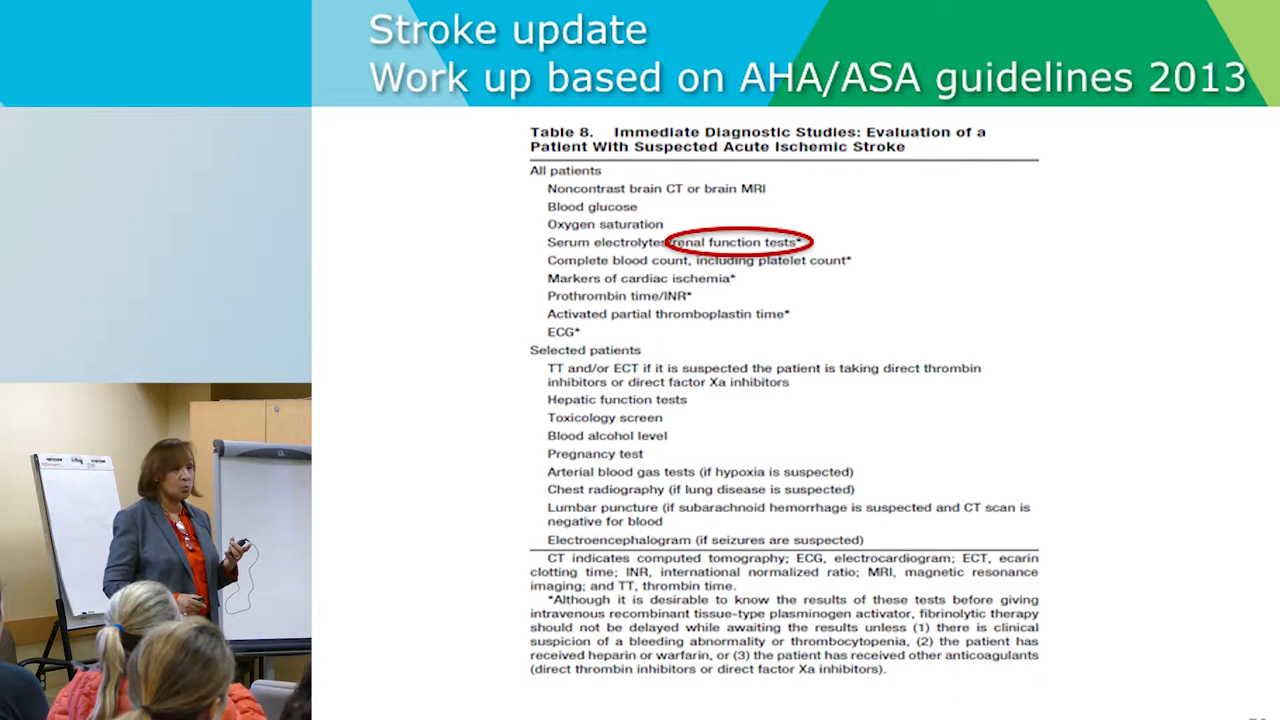 Stroke update
Work up based on AHA/ASA guidelines 2013
Table 8. Immediate Diagnostic Studies: Evaluation of a
Patient With Suspected Acute Ischemic Stroke
All patients
Noncontrast brain CT or brain MRI
Blood glucose
Oxygen saturation
Serum electrolytes/renal function tests*
Complete blood count, including platelet count*
Markers of cardiac ischemia*
Prothrombin time/INR*
Activated partial thromboplastin time*
ECG*
Selected patients
TT and/or ECT if it is suspected the patient is taking direct thrombin
inhibitors or direct factor Xa inhibitors
Hepatic function tests
Toxicology screen
Blood alcohol level
Pregnancy test
Arterial blood gas tests (if hypoxia is suspected)
Chest radiography (if lung disease is suspected)
Lumbar puncture (if subarachnoid hemorrhage is suspected and CT scan is
negative for blood
Electroencephalogram (if seizures are suspected)
CT indicates computed tomography; ECG, electrocardiogram; ECT, ecarin
clotting time; INR, international normalized ratio; MRI, magnetic resonance
imaging; and TT, thrombin time.
*Although it is desirable to know the results of these tests before giving
intravenous recombinant tissue-type plasminogen activator, fibrinolytic therapy
should not be delayed while awaiting the results unless (1) there is clinical
suspicion of a bleeding abnormality or thrombocytopenia, (2) the patient has
received heparin or warfarin, or (3) the patient has received other anticoagulants
(direct thrombin inhibitors or direct factor Xa inhibitors).